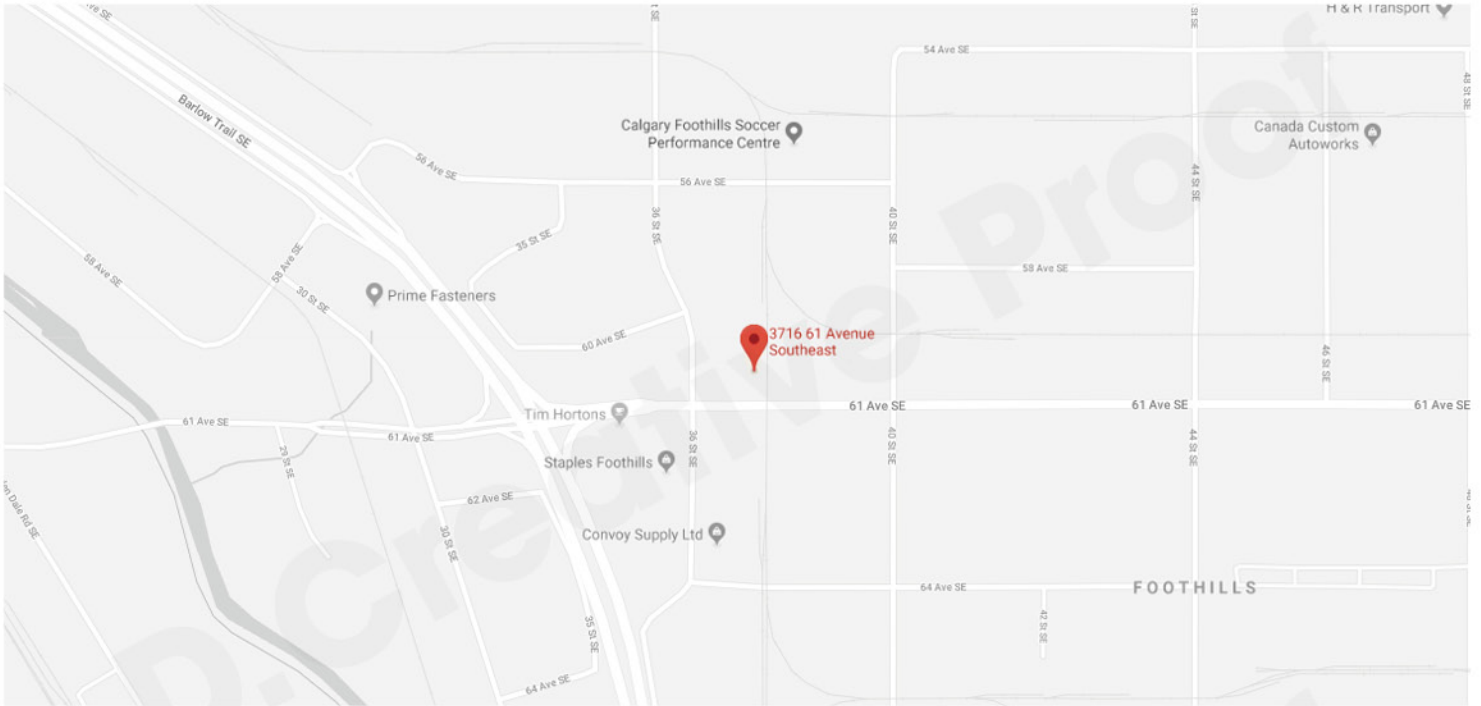 H & R Transport
54 Ave SE
Barlow Trail SE
Calgary Foothills Soccer
Performance Centre
Canada Custom
Autoworks
48 St SE
56 Ave SE
56 Ave SE
44 St SE
36 St SE
40 St SE
35 St SE
58 Ave SE
58 Ave SE
58 Ave SE
30 St SE
Prime Fasteners
60 Ave SE
3716 61 Avenue
Southeast
46 St SE
61 Ave SE
61 Ave SE
61 Ave SE
Tim Hortons
61 Ave SE
61 Ave SE
29 St SE
36 St SE
40 St SE
44 St SE
Staples Foothills
62 Ave SE
Dale Rd SE
30 St SE
Convoy Supply Ltd
64 Ave SE
FOOTHILLS
42 St SE
35 St SE
64 Ave SE
D. Creative Proof